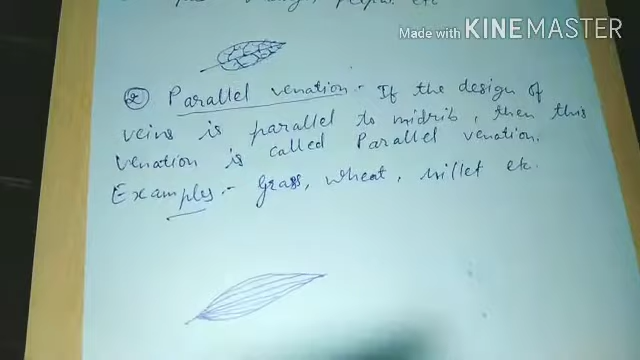 etc
Made with KINEMASTER
(2) Parallel venation :- If the design of
veins is parallel to midrib, then this
venation is called Parallel venation.
Examples :- Grass, wheat, millet etc.